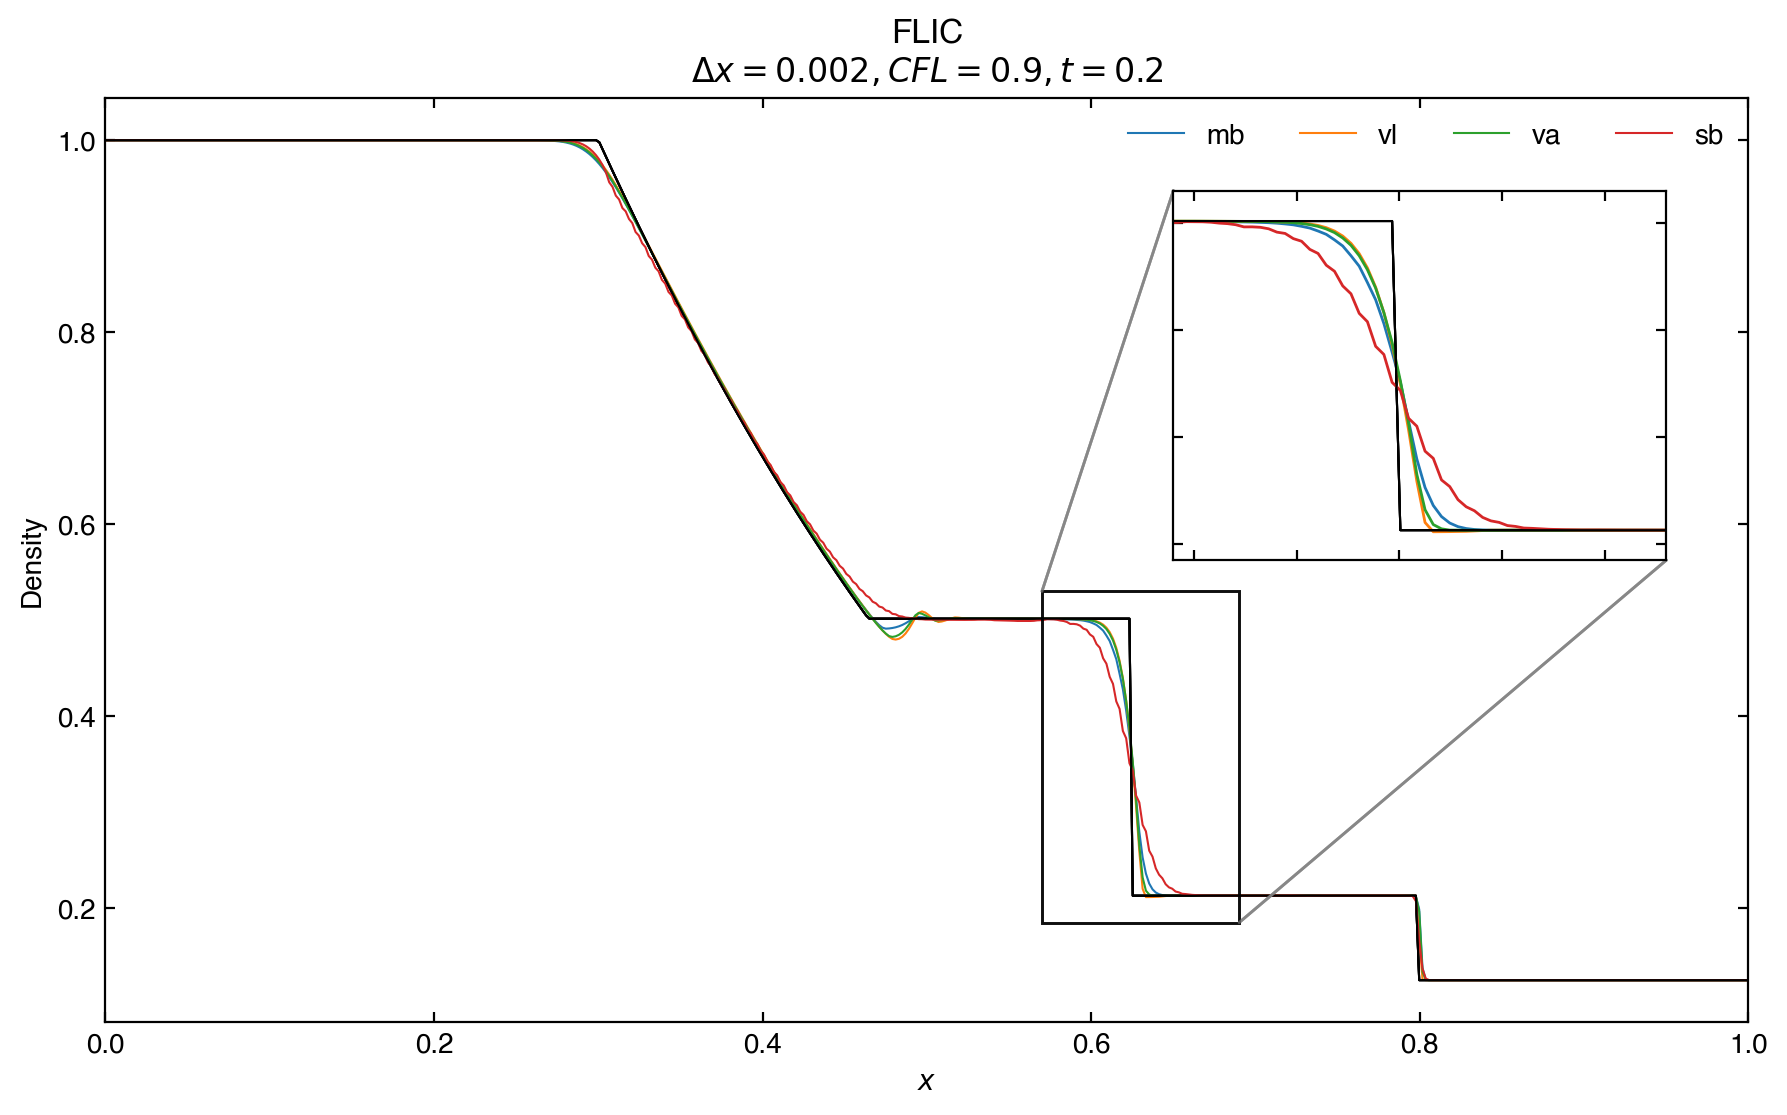 FLIC
Δx = 0.002, CFL = 0.9, t = 0.2
mb vl va sb
1.0
0.8
0.6
0.4
0.2
Density
0.0 0.2 0.4 0.6 0.8 1.0
x